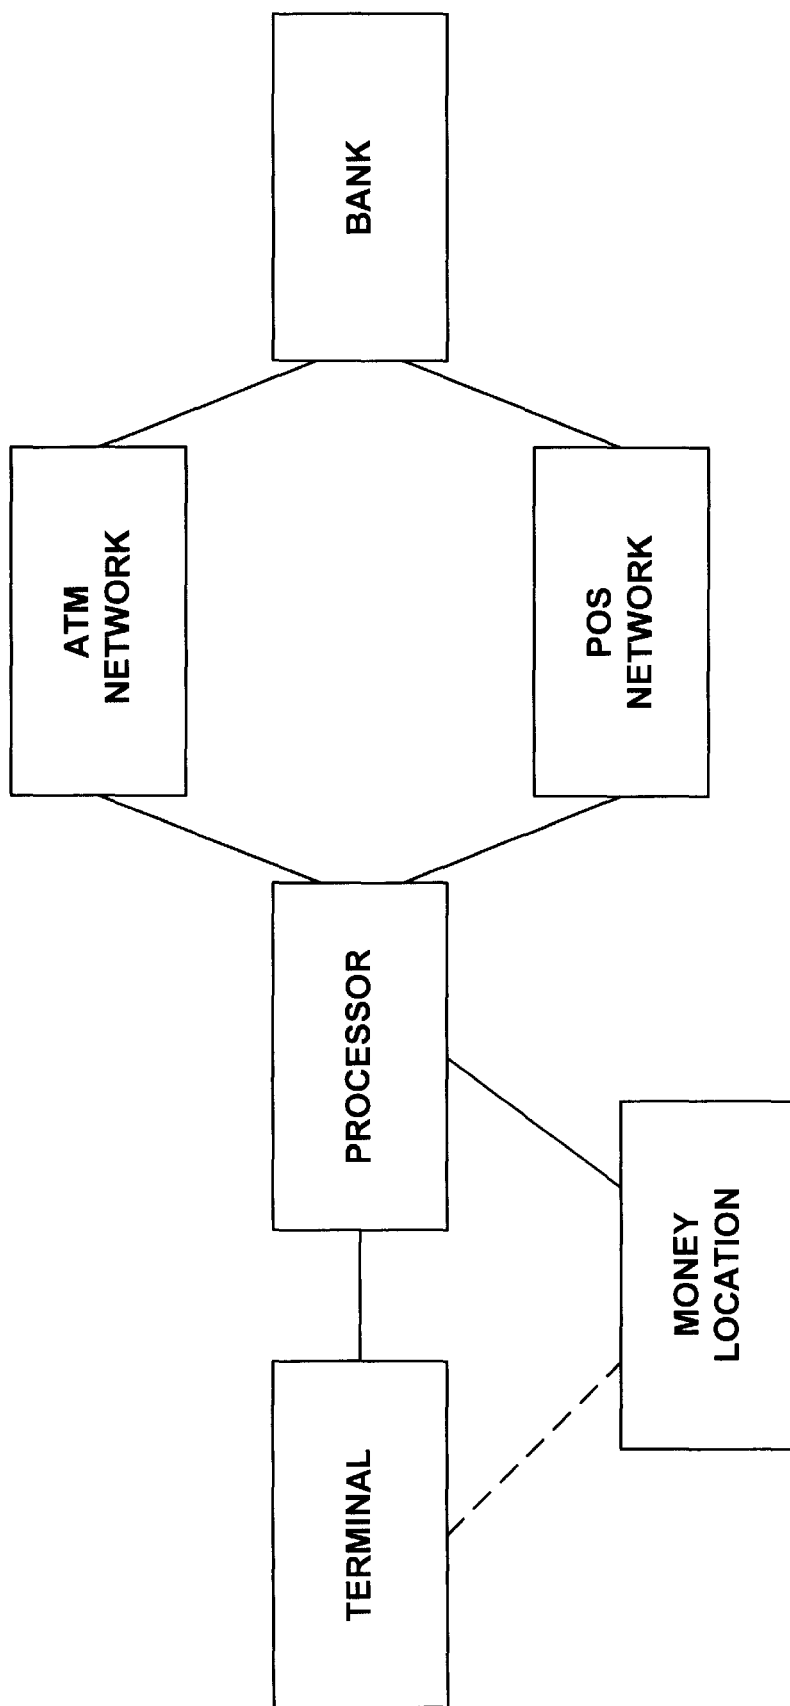 TERMINAL
PROCESSOR
MONEY
LOCATION
ATM
NETWORK
POS
NETWORK
BANK